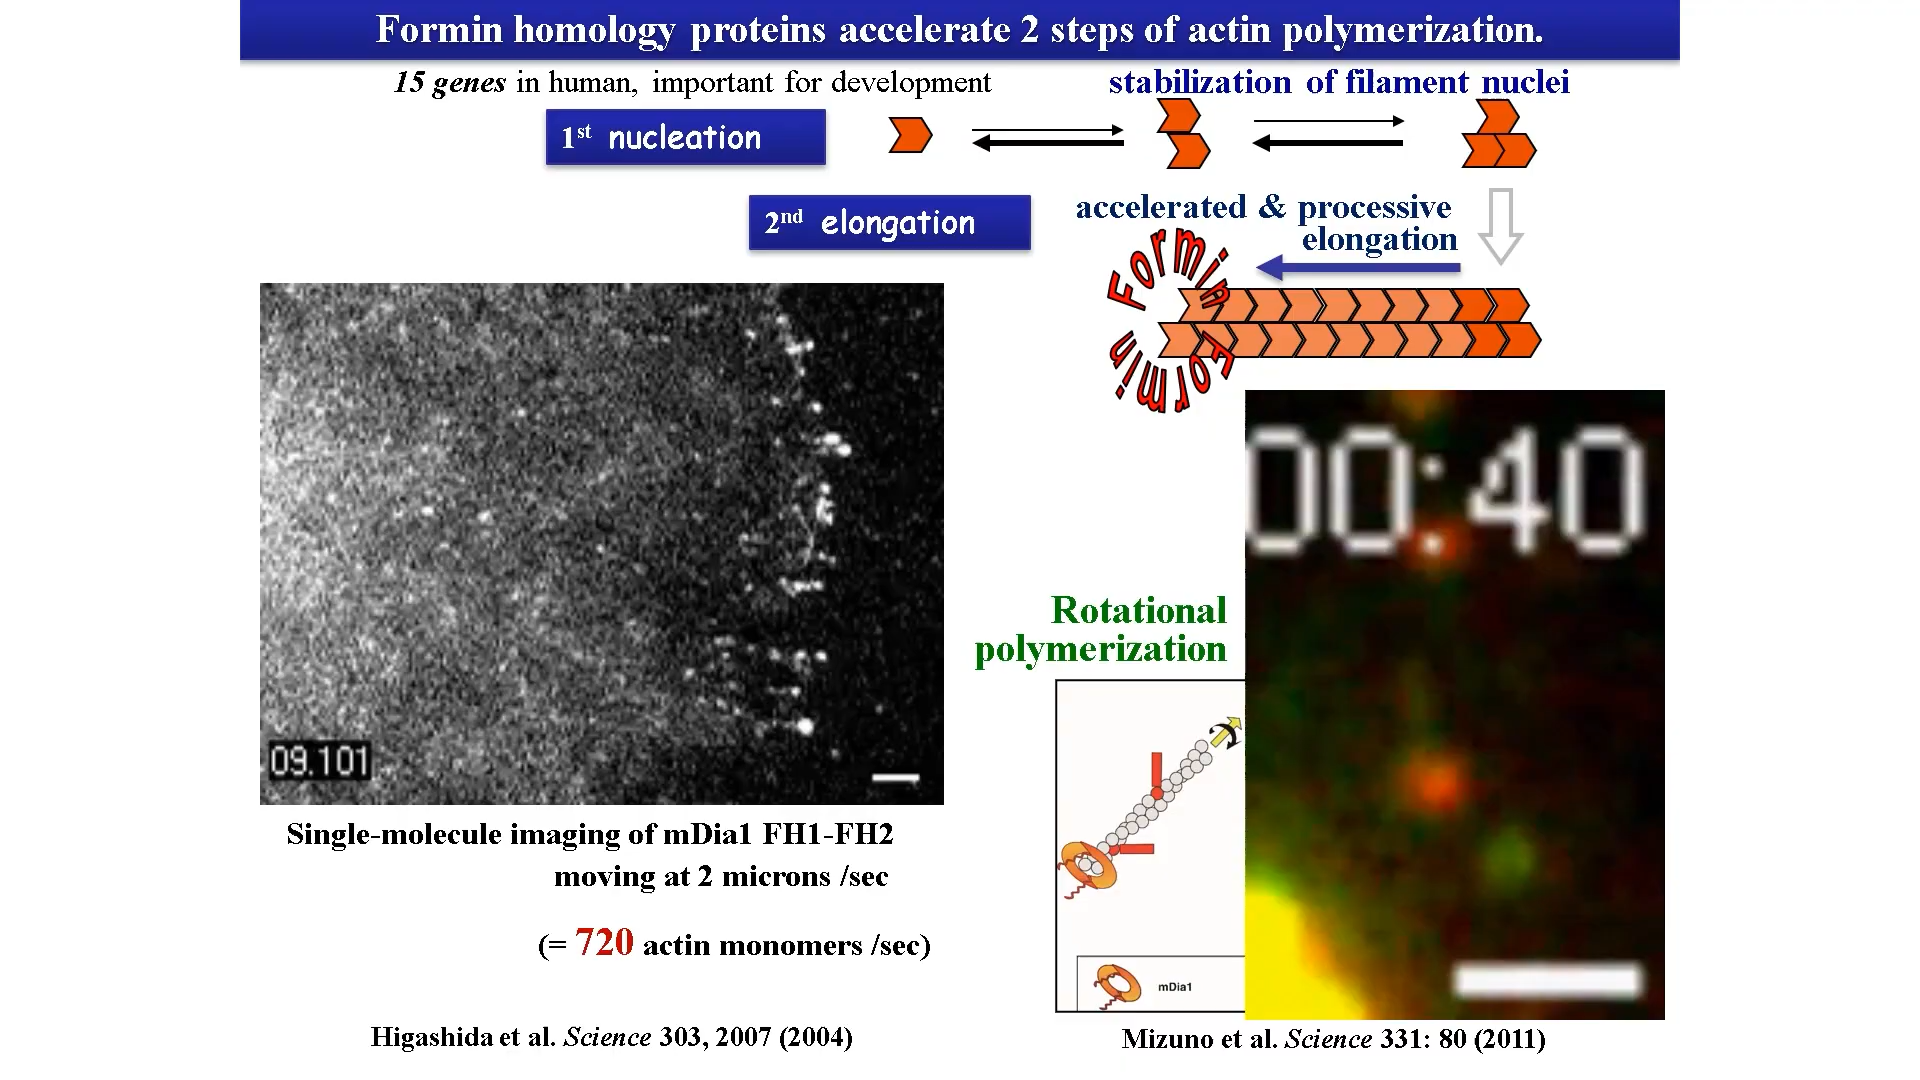 Formin homology proteins accelerate 2 steps of actin polymerization.
15 genes in human, important for development
stabilization of filament nuclei
1st nucleation
2nd elongation
accelerated & processive
elongation
Formin
Formin
00:40
Rotational
polymerization
09.101
mDia1
Single-molecule imaging of mDia1 FH1-FH2
moving at 2 microns /sec
(= 720 actin monomers /sec)
Higashida et al. Science 303, 2007 (2004)
Mizuno et al. Science 331: 80 (2011)